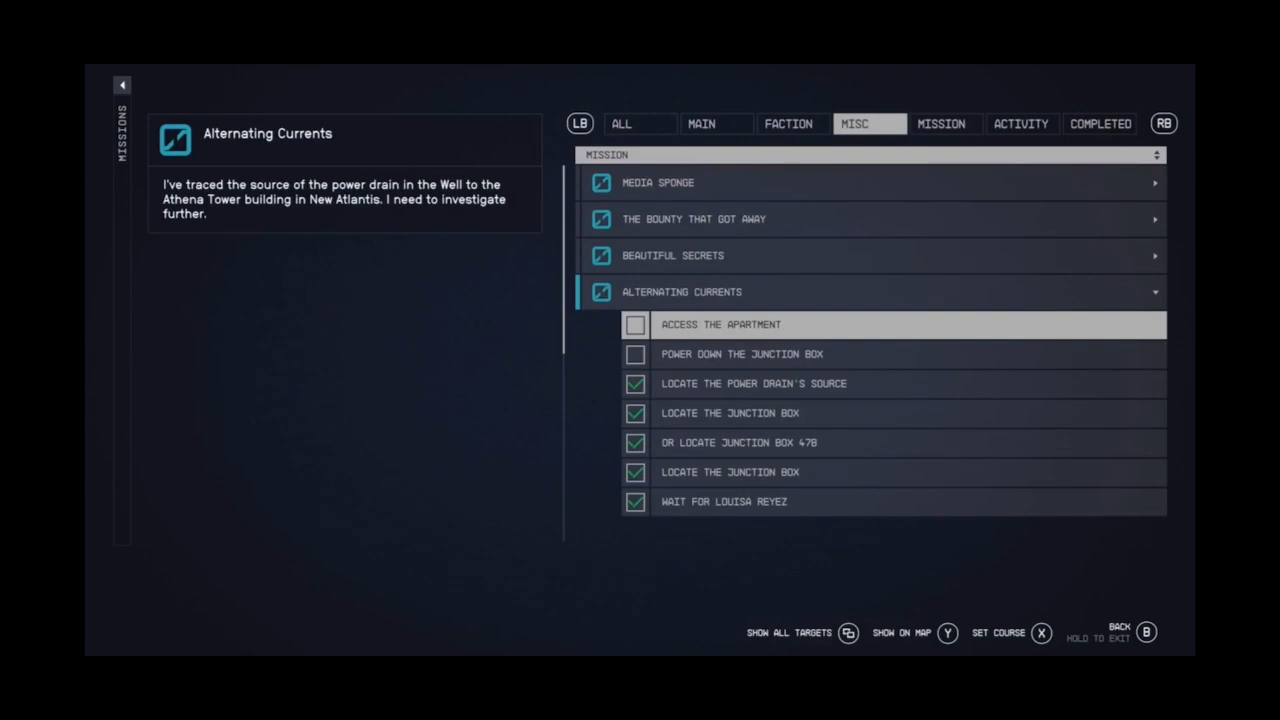 MISSIONS
Alternating Currents
I've traced the source of the power drain in the Well to the
Athena Tower building in New Atlantis. I need to investigate
further.
LB ALL MAIN FACTION MISC MISSION ACTIVITY COMPLETED RB
MISSION
MEDIA SPONGE
THE BOUNTY THAT GOT AWAY
BEAUTIFUL SECRETS
ALTERNATING CURRENTS
ACCESS THE APARTMENT
POWER DOWN THE JUNCTION BOX
LOCATE THE POWER DRAIN'S SOURCE
LOCATE THE JUNCTION BOX
OR LOCATE JUNCTION BOX 47B
LOCATE THE JUNCTION BOX
WAIT FOR LOUISA REYEZ
SHOW ALL TARGETS SHOW ON MAP Y SET COURSE X BACK B
HOLD TO EXIT